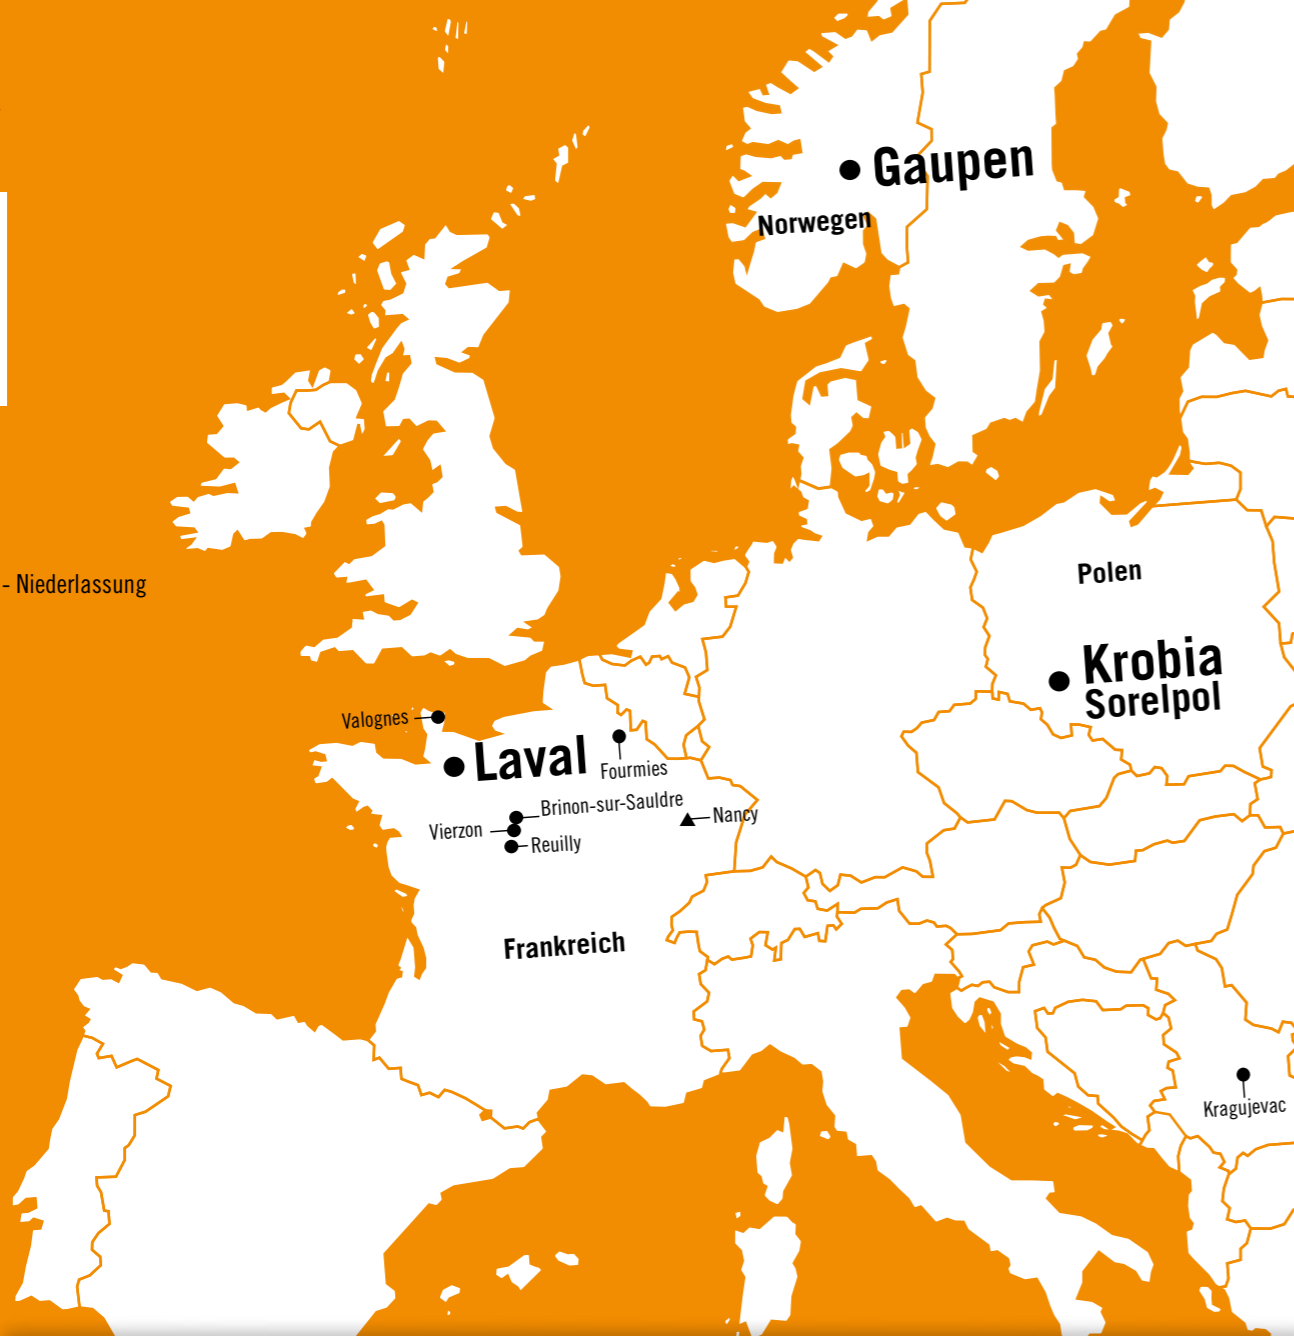 Gaupen
Norwegen
– Niederlassung
Polen
Krobia
Sorelpol
Valognes
Laval
Fourmies
Brinon-sur-Sauldre
Nancy
Vierzon
Reuilly
Frankreich
Kragujevac